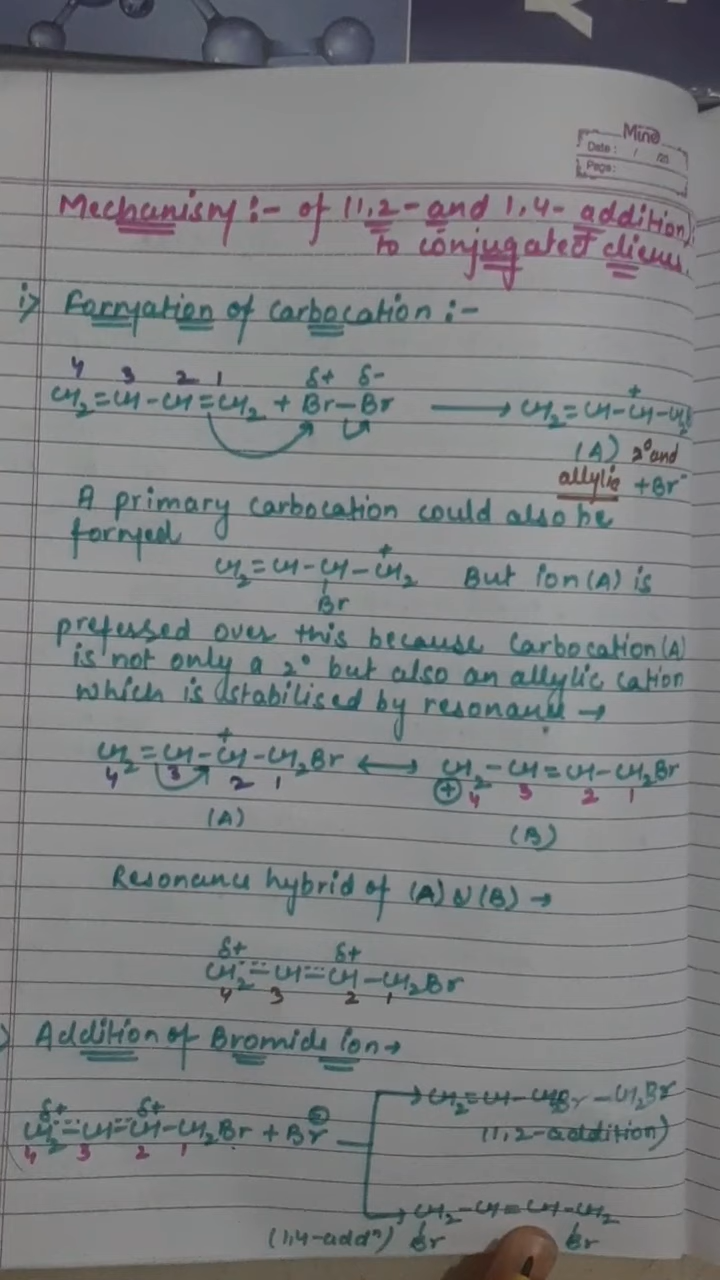 Mine
Date : / /20
Page:
Mechanism :- of (1,2- and 1,4- addition)
to conjugated dienes.
i) Formation of carbocation :-
4 3 2 1 δ+ δ-
CH₂=CH-CH=CH₂ + Br-Br ⟶ CH₂=CH-C⁺H-CH₂Br
(A) 2° and
allylic +Br⁻
A primary carbocation could also be
formed
CH₂=CH-CH-C⁺H₂ But ion (A) is
Br
preferred over this because Carbocation (A)
is not only a 2° but also an allylic cation
which is stabilised by resonance →
CH₂=CH-C⁺H-CH₂Br ⟷ CH₂-CH=CH-CH₂Br
4 3 2 1 ⊕ 4 3 2 1
(A) (B)
Resonance hybrid of (A) & (B) →
δ+ δ+
CH₂=CH=CH-CH₂Br
4 3 2 1
) Addition of Bromide ion →
CH₂=CH-CHBr-CH₂Br
δ+ δ+ ⊖
CH₂=CH=CH-CH₂Br + Br
4 3 2 1
(1,2-addition)
CH₂-CH=CH-CH₂
(1,4-addⁿ) Br Br